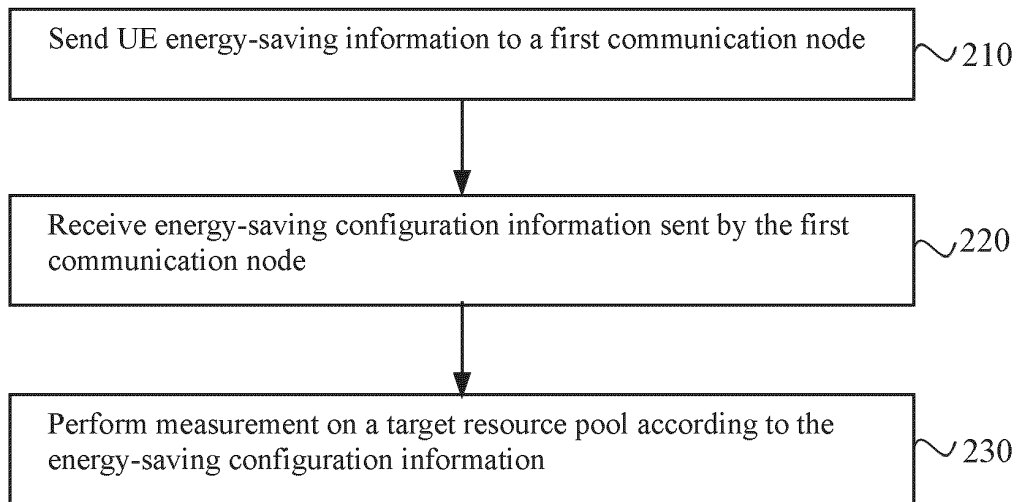 Send UE energy-saving information to a first communication node
210
Receive energy-saving configuration information sent by the first
communication node
220
Perform measurement on a target resource pool according to the
energy-saving configuration information
230